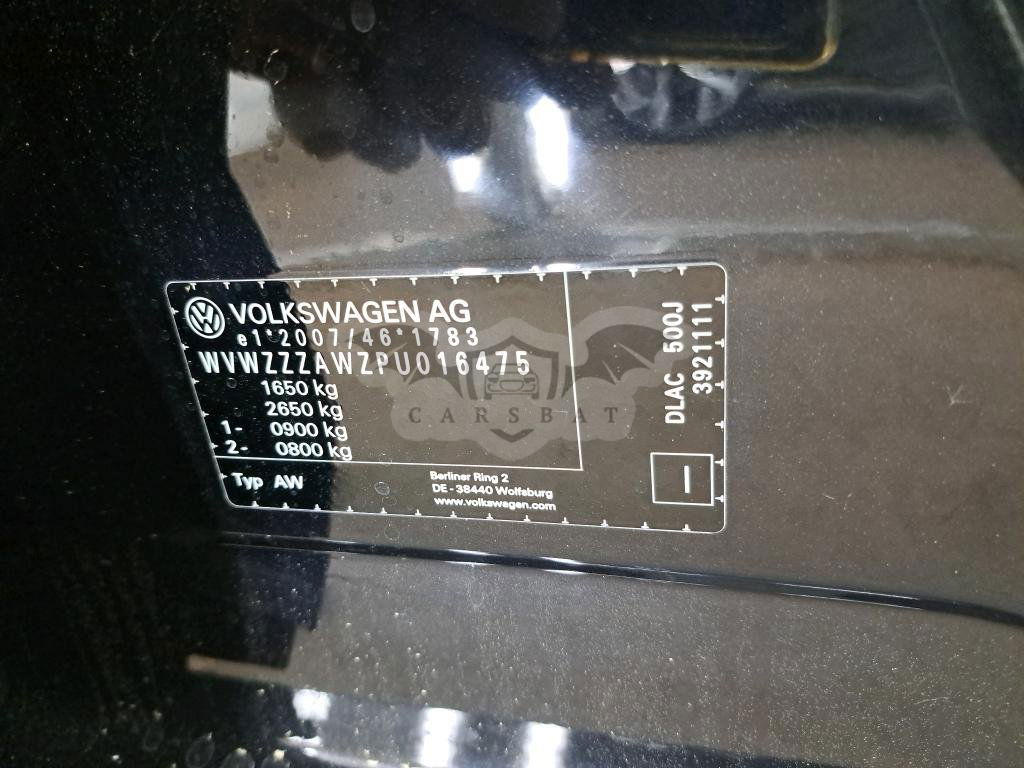 VOLKSWAGEN AG
e1*2007/46*1783
WVWZZZAWZPU016475
1650 kg
2650 kg
1- 0900 kg
2- 0800 kg
Typ AW
Berliner Ring 2
DE-38440 Wolfsburg
www.volkswagen.com
DLAC 500J
3921111
I
CARSBAT